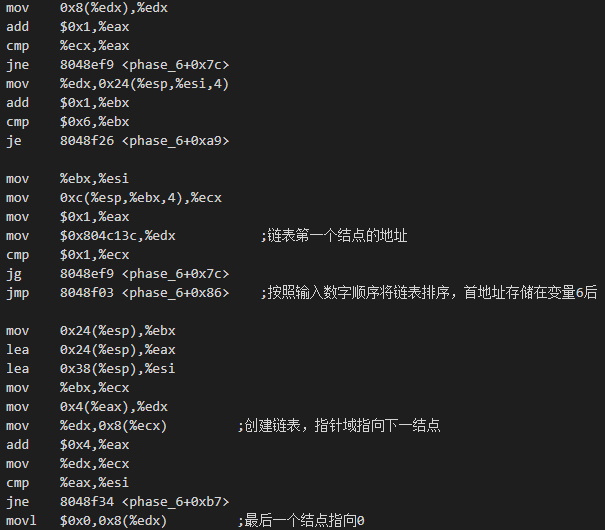 mov    0x8(%edx),%edx
add    $0x1,%eax
cmp    %ecx,%eax
jne    8048ef9 <phase_6+0x7c>
mov    %edx,0x24(%esp,%esi,4)
add    $0x1,%ebx
cmp    $0x6,%ebx
je     8048f26 <phase_6+0xa9>
mov    %ebx,%esi
mov    0xc(%esp,%ebx,4),%ecx
mov    $0x1,%eax
mov    $0x804c13c,%edx           ;链表第一个结点的地址
cmp    $0x1,%ecx
jg     8048ef9 <phase_6+0x7c>
jmp    8048f03 <phase_6+0x86>    ;按照输入数字顺序将链表排序，首地址存储在变量6后
mov    0x24(%esp),%ebx
lea    0x24(%esp),%eax
lea    0x38(%esp),%esi
mov    %ebx,%ecx
mov    0x4(%eax),%edx
mov    %edx,0x8(%ecx)         ;创建链表，指针域指向下一结点
add    $0x4,%eax
mov    %edx,%ecx
cmp    %eax,%esi
jne    8048f34 <phase_6+0xb7>
movl   $0x0,0x8(%edx)         ;最后一个结点指向0